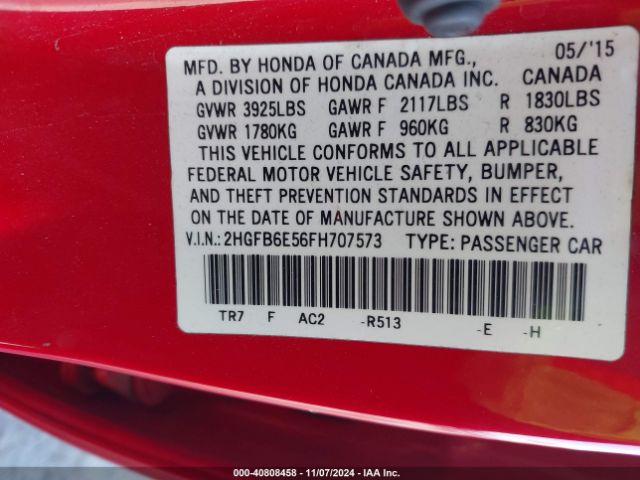 MFD. BY HONDA OF CANADA MFG., 05/'15
A DIVISION OF HONDA CANADA INC. CANADA
GVWR 3925LBS GAWR F 2117LBS R 1830LBS
GVWR 1780KG GAWR F 960KG R 830KG
THIS VEHICLE CONFORMS TO ALL APPLICABLE
FEDERAL MOTOR VEHICLE SAFETY, BUMPER,
AND THEFT PREVENTION STANDARDS IN EFFECT
ON THE DATE OF MANUFACTURE SHOWN ABOVE.
V.I.N.: 2HGFB6E56FH707573 TYPE: PASSENGER CAR
TR7 F AC2 -R513 -E -H
000-40808458 - 11/07/2024 - IAA Inc.